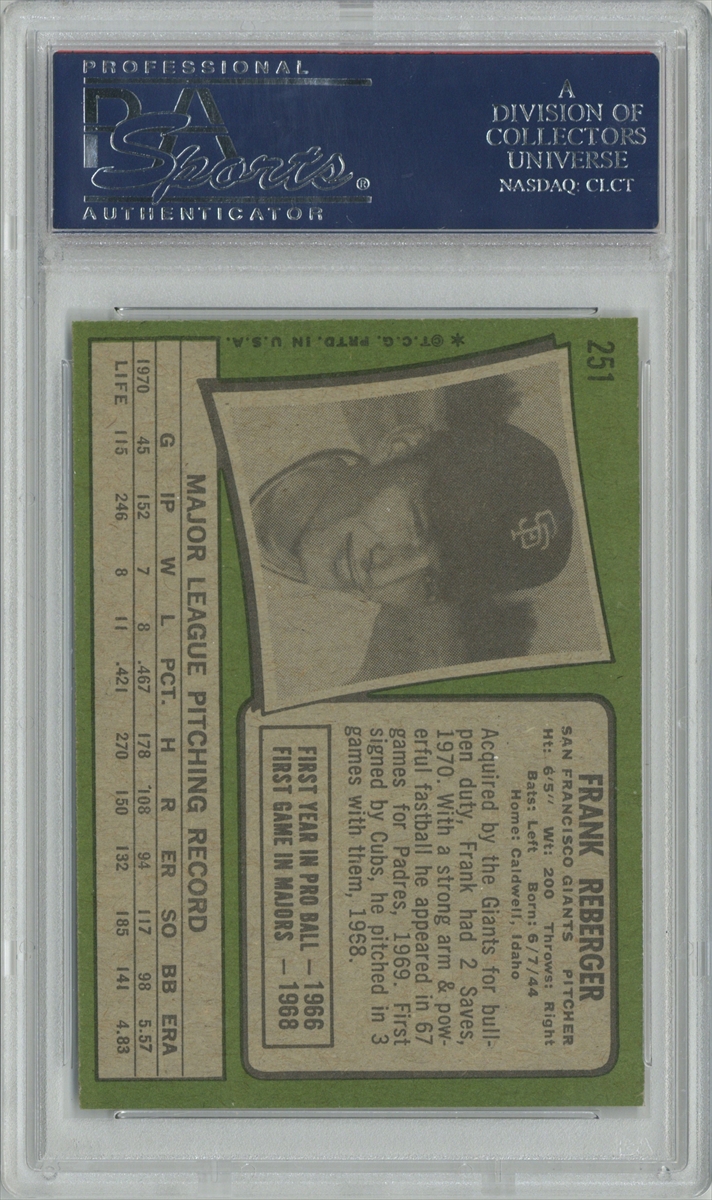 PROFESSIONAL
PSA
Sports®
AUTHENTICATOR
A
DIVISION OF
COLLECTORS
UNIVERSE
NASDAQ: CLCT
251
*©T.C.G. PRTD. IN U.S.A.
SF
FRANK REBERGER
SAN FRANCISCO GIANTS PITCHER
Ht: 6'5" Wt: 200 Throws: Right
Bats: Left Born: 6/7/44
Home: Caldwell, Idaho
Acquired by the Giants for bull-
pen duty, Frank had 2 Saves,
1970. With a strong arm & pow-
erful fastball he appeared in 67
games for Padres, 1969. First
signed by Cubs, he pitched in 3
games with them, 1968.
FIRST YEAR IN PRO BALL — 1966
FIRST GAME IN MAJORS — 1968
MAJOR LEAGUE PITCHING RECORD
G IP W L PCT. H R ER SO BB ERA
1970 45 152 7 8 .467 178 108 94 117 98 5.57
LIFE 115 246 8 11 .421 270 150 132 185 141 4.83